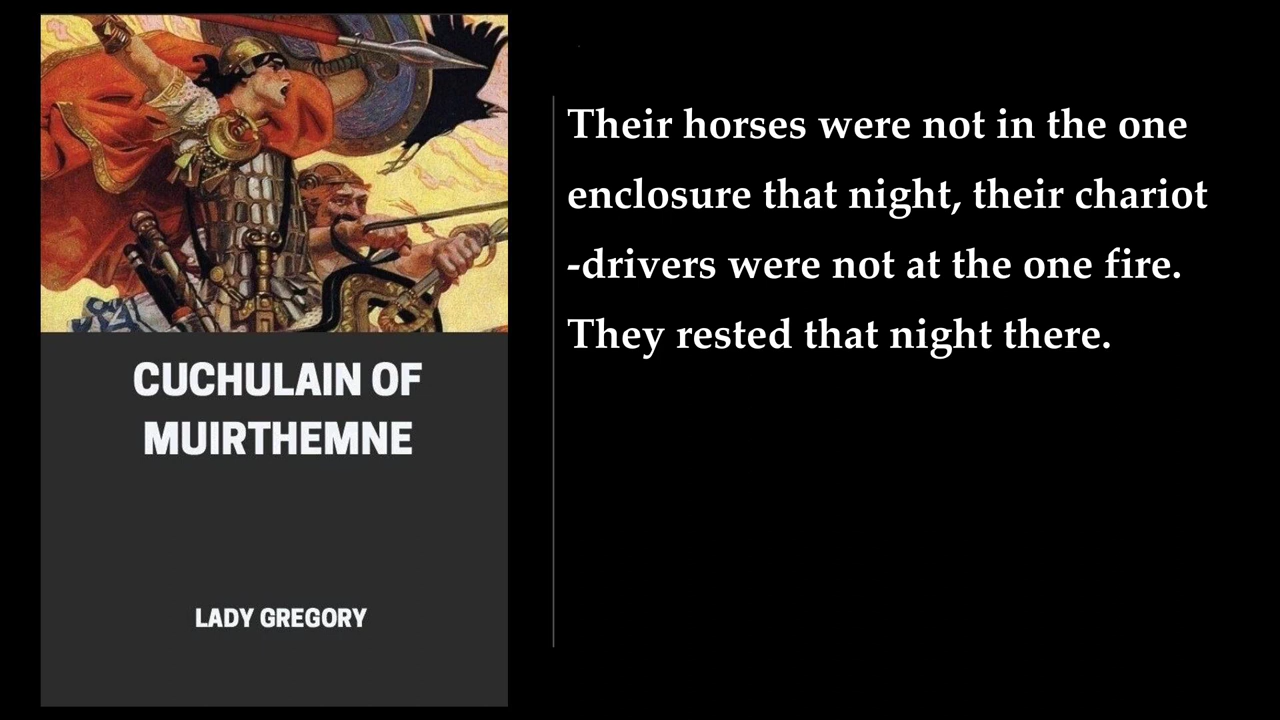 CUCHULAIN OF
MUIRTHEMNE
LADY GREGORY
Their horses were not in the one
enclosure that night, their chariot
-drivers were not at the one fire.
They rested that night there.